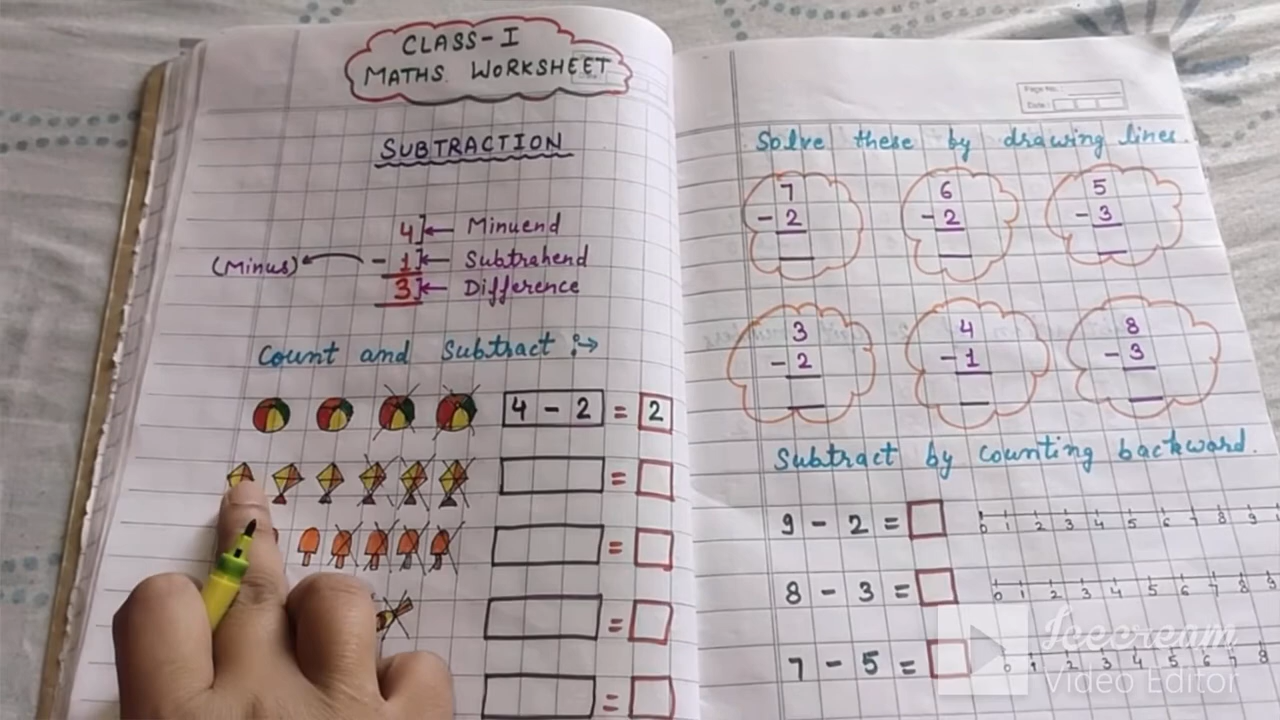 CLASS-I
MATHS WORKSHEET
SUBTRACTION
4 ← Minuend
(Minus) ← - 1 ← Subtrahend
3 ← Difference
Count and Subtract :→
4 - 2 = 2
=
=
=
=
Page No.:
Date:
Solve these by drawing lines.
7 6 5
- 2 - 2 - 3
3 4 8
- 2 - 1 - 3
Subtract by counting backward.
9 - 2 = 0 1 2 3 4 5 6 7 8 9
8 - 3 = 0 1 2 3 4 5 6 7 8 9
7 - 5 = 0 1 2 3 4 5 6 7 8
Icecream
Video Editor